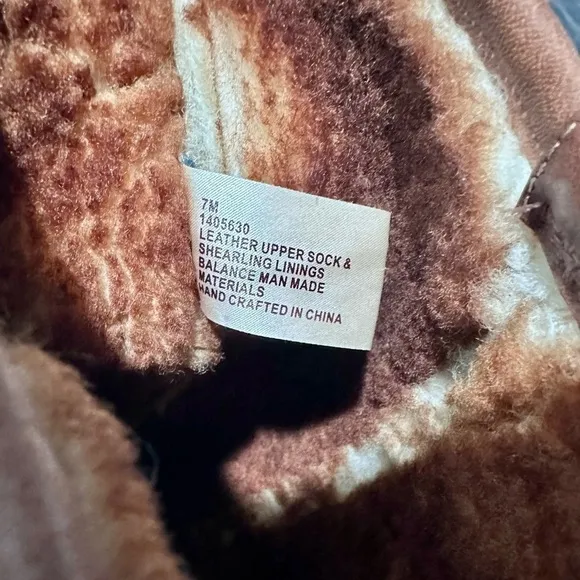 7M
1405630
LEATHER UPPER SOCK &
SHEARLING LININGS
BALANCE MAN MADE
MATERIALS
HAND CRAFTED IN CHINA